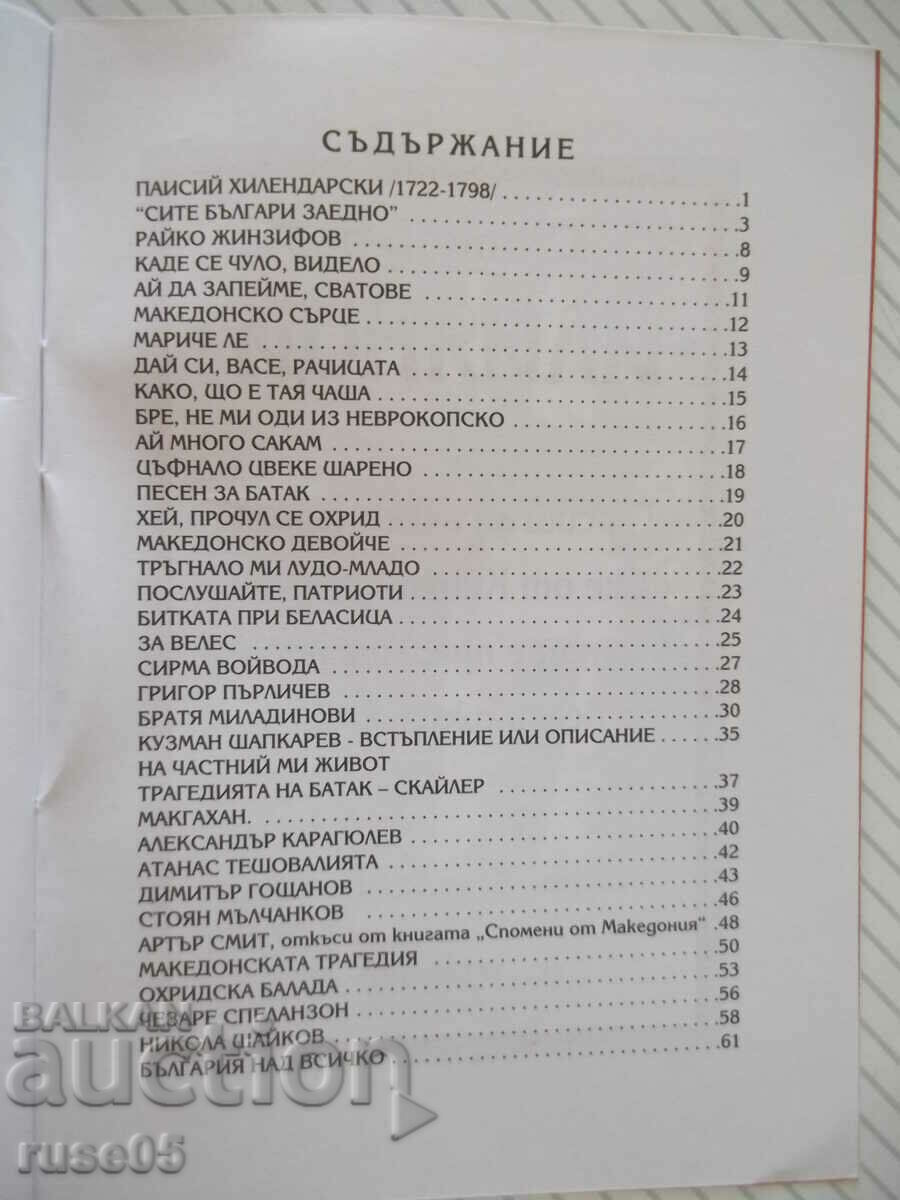 СЪДЪРЖАНИЕ
ПАИСИЙ ХИЛЕНДАРСКИ /1722-1798/ ........................1
"СИТЕ БЪЛГАРИ ЗАЕДНО" ........................3
РАЙКО ЖИНЗИФОВ ........................8
КАДЕ СЕ ЧУЛО, ВИДЕЛО ........................9
АЙ ДА ЗАПЕЙМЕ, СВАТОВЕ ........................11
МАКЕДОНСКО СЪРЦЕ ........................12
МАРИЧЕ ЛЕ ........................13
ДАЙ СИ, ВАСЕ, РАЧИЦАТА ........................14
КАКО, ЩО Е ТАЯ ЧАША ........................15
БРЕ, НЕ МИ ОДИ ИЗ НЕВРОКОПСКО ........................16
АЙ МНОГО САКАМ ........................17
ЦЪФНАЛО ЦВЕКЕ ШАРЕНО ........................18
ПЕСЕН ЗА БАТАК ........................19
ХЕЙ, ПРОЧУЛ СЕ ОХРИД ........................20
МАКЕДОНСКО ДЕВОЙЧЕ ........................21
ТРЪГНАЛО МИ ЛУДО-МЛАДО ........................22
ПОСЛУШАЙТЕ, ПАТРИОТИ ........................23
БИТКАТА ПРИ БЕЛАСИЦА ........................24
ЗА ВЕЛЕС ........................25
СИРМА ВОЙВОДА ........................27
ГРИГОР ПЪРЛИЧЕВ ........................28
БРАТЯ МИЛАДИНОВИ ........................30
КУЗМАН ШАПКАРЕВ - ВСТЪПЛЕНИЕ ИЛИ ОПИСАНИЕ ......35
НА ЧАСТНИЙ МИ ЖИВОТ
ТРАГЕДИЯТА НА БАТАК – СКАЙЛЕР ........................37
МАКГАХАН. ........................39
АЛЕКСАНДЪР КАРАГЮЛЕВ ........................40
АТАНАС ТЕШОВАЛИЯТА ........................42
ДИМИТЪР ГОЩАНОВ ........................43
СТОЯН МЪЛЧАНКОВ ........................46
АРТЪР СМИТ, откъси от книгата „Спомени от Македония" .48
МАКЕДОНСКАТА ТРАГЕДИЯ ........................50
ОХРИДСКА БАЛАДА ........................53
ЧЕЗАРЕ СПЕЛАНЗОН ........................56
НИКОЛА ШАЙКОВ ........................58
БЪЛГАРИЯ НАД ВСИЧКО ........................61
BALKAN
auction
ruse05